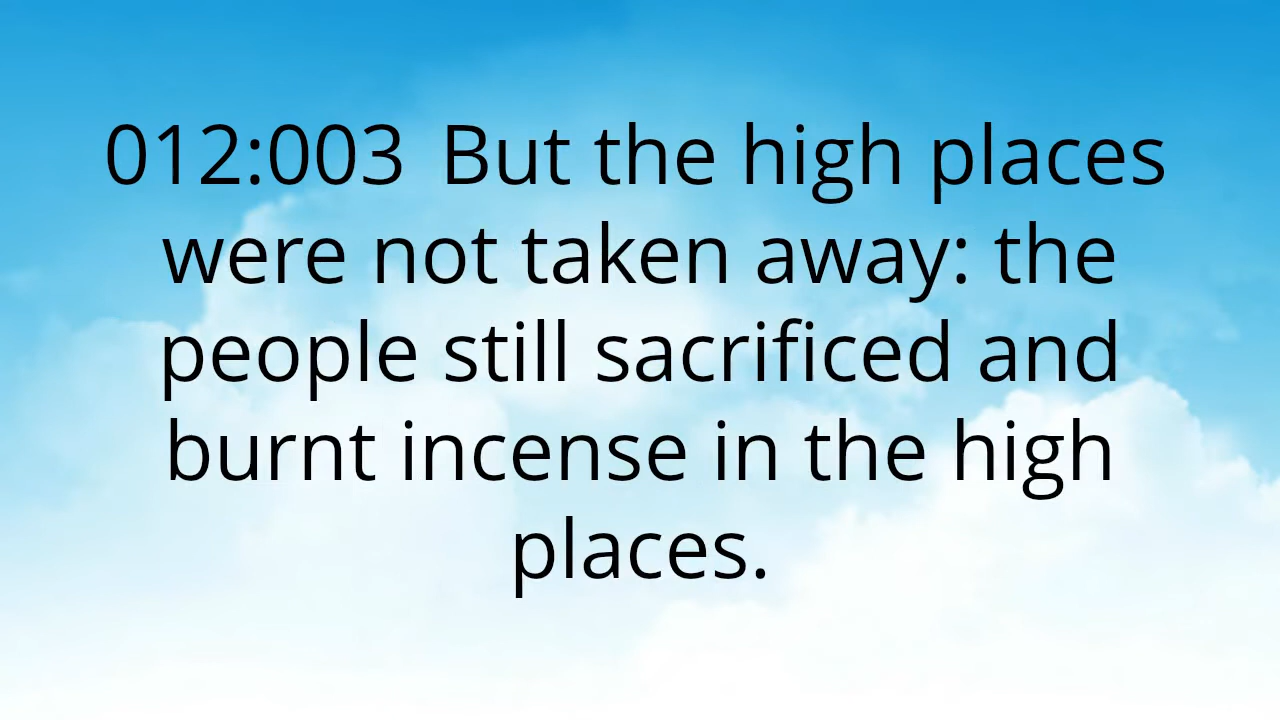 012:003 But the high places
were not taken away: the
people still sacrificed and
burnt incense in the high
places.